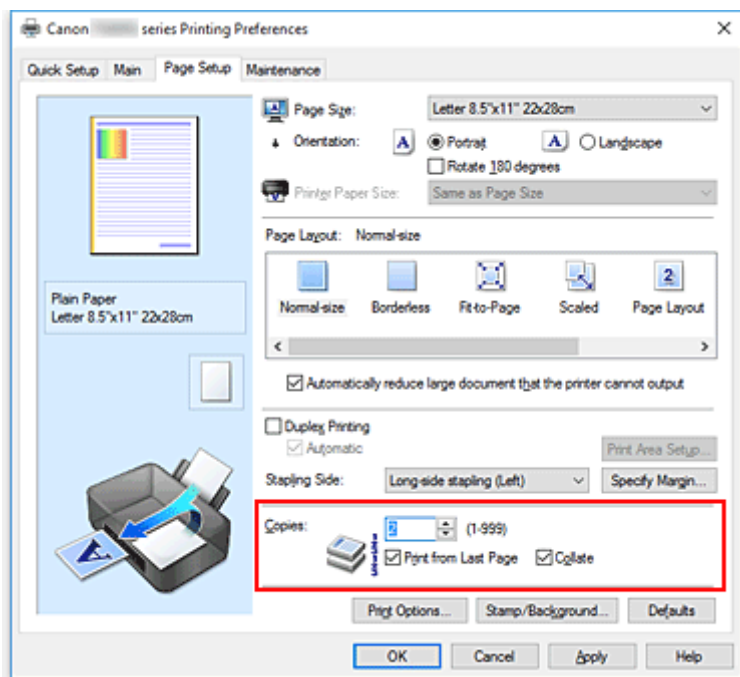 Canon series Printing Preferences
Quick Setup Main Page Setup Maintenance
Page Size: Letter 8.5"x11" 22x28cm
Orientation: A Portrait A Landscape
Rotate 180 degrees
Printer Paper Size: Same as Page Size
Page Layout: Normal-size
2
Normal-size Borderless Fit-to-Page Scaled Page Layout
Plain Paper
Letter 8.5"x11" 22x28cm
Automatically reduce large document that the printer cannot output
Duplex Printing
Automatic Print Area Setup...
Stapling Side: Long-side stapling (Left) Specify Margin...
Copies: 2 (1-999)
Print from Last Page Collate
A
Print Options... Stamp/Background... Defaults
OK Cancel Apply Help